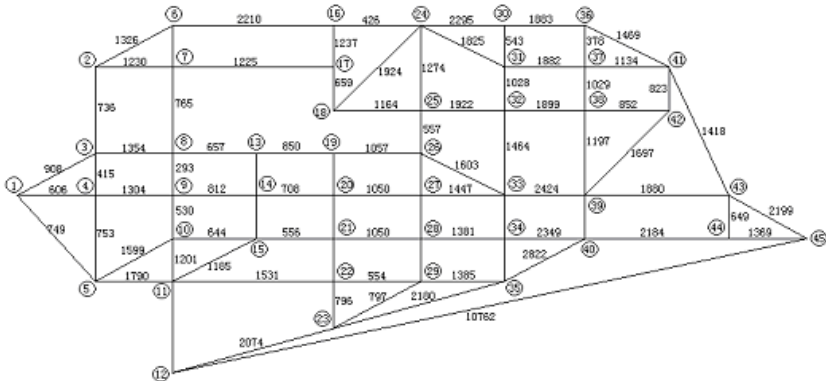 ⑥ ⑯ ㉔ ㉚ ㊱
2210 426 2295 1883
1326 1237 1825 543 378 1469
② ⑦ ⑰ ㉛ ㊲ ㊶
1230 1225 1924 1274 1882 1134
659 1028 1029 823
736 765 ⑱ 1164 ㉕ 1922 ㉜ 1899 ㊳ 852 ㊷
557 1464 1197 1697 1418
③ ⑧ ⑬ ⑲ ㉖
1354 657 850 1057
908 415 293 1603
① 606 ④ 1304 ⑨ 812 ⑭ 708 ⑳ 1050 ㉗ 1447 ㉝ 2424 ㊴ 1880 ㊸
749 753 530 649 2199
1599 ⑩ 644 ⑮ 556 ㉑ 1050 ㉘ 1381 ㉞ 2349 ㊵ 2184 ㊹ 1369 ㊺
1201 1185 2822
⑤ 1790 ⑪ 1531 ㉒ 554 ㉙ 1385 ㉟
796 797 2180
㉓ 10762
2074
⑫